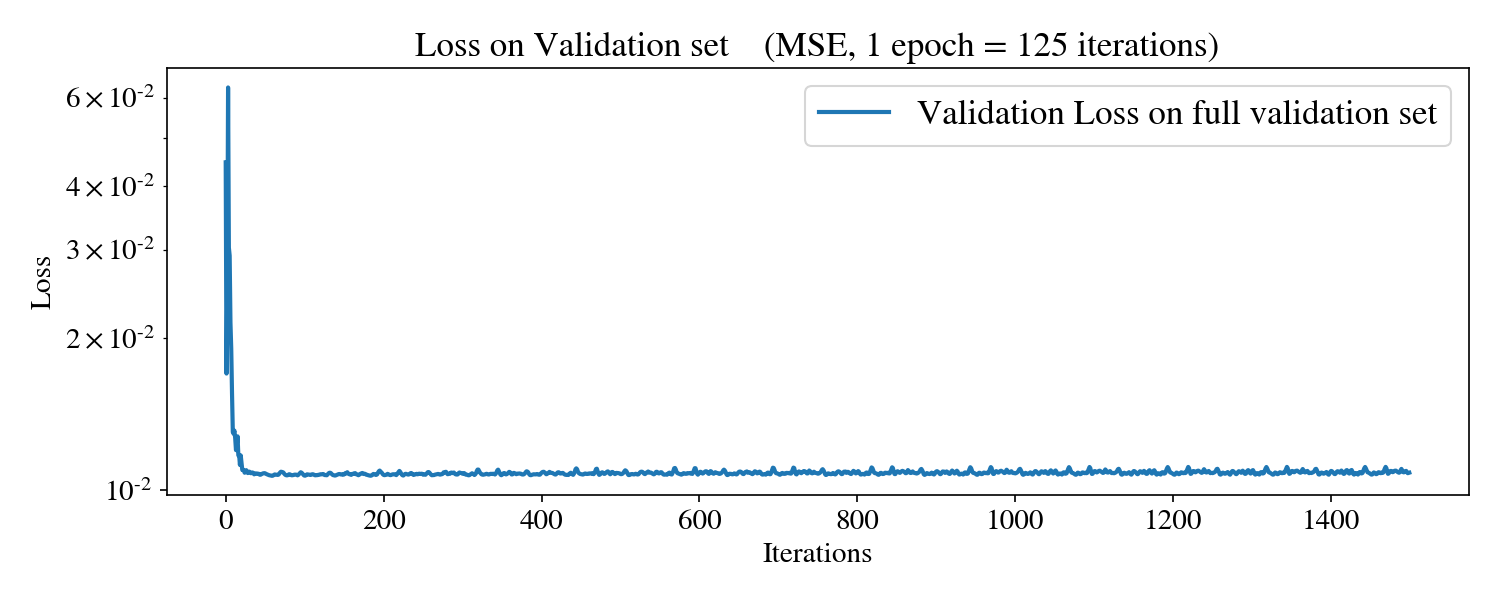 Loss on Validation set (MSE, 1 epoch = 125 iterations)
Validation Loss on full validation set
6 × 10-2
4 × 10-2
3 × 10-2
2 × 10-2
10-2
Loss
0 200 400 600 800 1000 1200 1400
Iterations